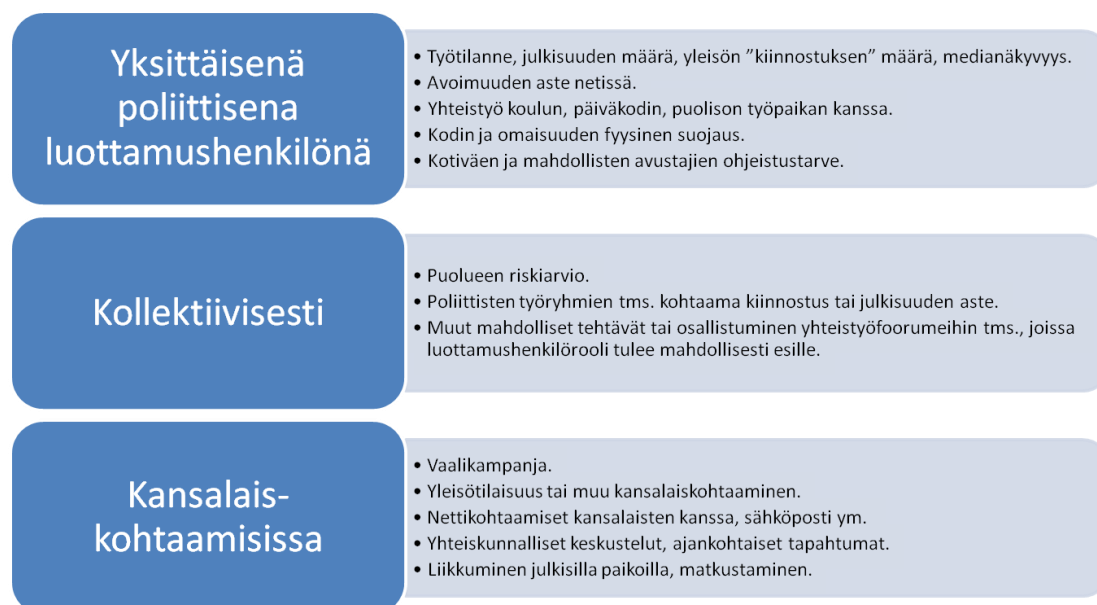 Yksittäisenä
poliittisena
luottamushenkilönä
• Työtilanne, julkisuuden määrä, yleisön ”kiinnostuksen” määrä, medianäkyvyys.
• Avoimuuden aste netissä.
• Yhteistyö koulun, päiväkodin, puolison työpaikan kanssa.
• Kodin ja omaisuuden fyysinen suojaus.
• Kotiväen ja mahdollisten avustajien ohjeistustarve.
Kollektiivisesti
• Puolueen riskiarvio.
• Poliittisten työryhmien tms. kohtaama kiinnostus tai julkisuuden aste.
• Muut mahdolliset tehtävät tai osallistuminen yhteistyöfoorumeihin tms., joissa
luottamushenkilörooli tulee mahdollisesti esille.
Kansalais-
kohtaamisissa
• Vaalikampanja.
• Yleisötilaisuus tai muu kansalaiskohtaaminen.
• Nettikohtaamiset kansalaisten kanssa, sähköposti ym.
• Yhteiskunnalliset keskustelut, ajankohtaiset tapahtumat.
• Liikkuminen julkisilla paikoilla, matkustaminen.